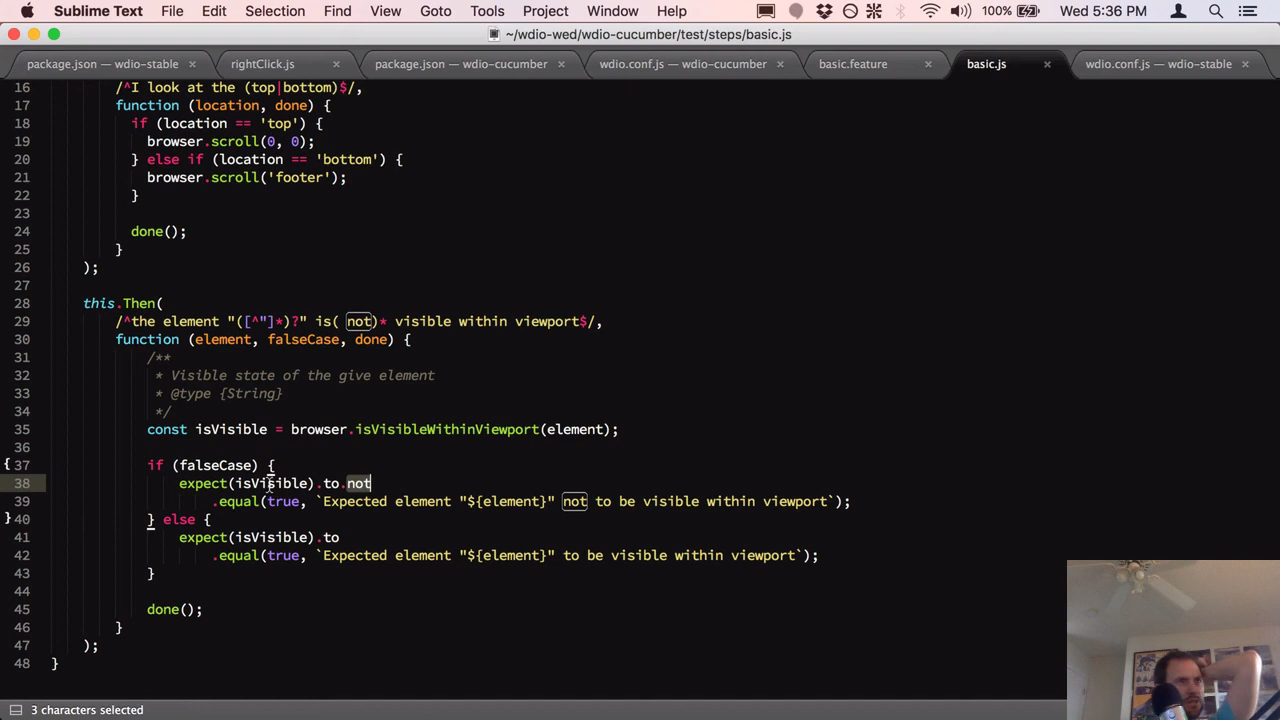 Sublime Text File Edit Selection Find View Goto Tools Project Window Help 100% Wed 5:36 PM
~/wdio-wed/wdio-cucumber/test/steps/basic.js
package.json — wdio-stable × rightClick.js × package.json — wdio-cucumber × wdio.conf.js — wdio-cucumber × basic.feature × basic.js × wdio.conf.js — wdio-stable ×
16 /^I look at the (top|bottom)$/,
17 function (location, done) {
18 if (location == 'top') {
19 browser.scroll(0, 0);
20 } else if (location == 'bottom') {
21 browser.scroll('footer');
22 }
23
24 done();
25 }
26 );
27
28 this.Then(
29 /^the element "([^"]*)?" is( not)* visible within viewport$/,
30 function (element, falseCase, done) {
31 /**
32 * Visible state of the give element
33 * @type {String}
34 */
35 const isVisible = browser.isVisibleWithinViewport(element);
36
37 if (falseCase) {
38 expect(isVisible).to.not
39 .equal(true, `Expected element "${element}" not to be visible within viewport`);
40 } else {
41 expect(isVisible).to
42 .equal(true, `Expected element "${element}" to be visible within viewport`);
43 }
44
45 done();
46 }
47 );
48 }
3 characters selected